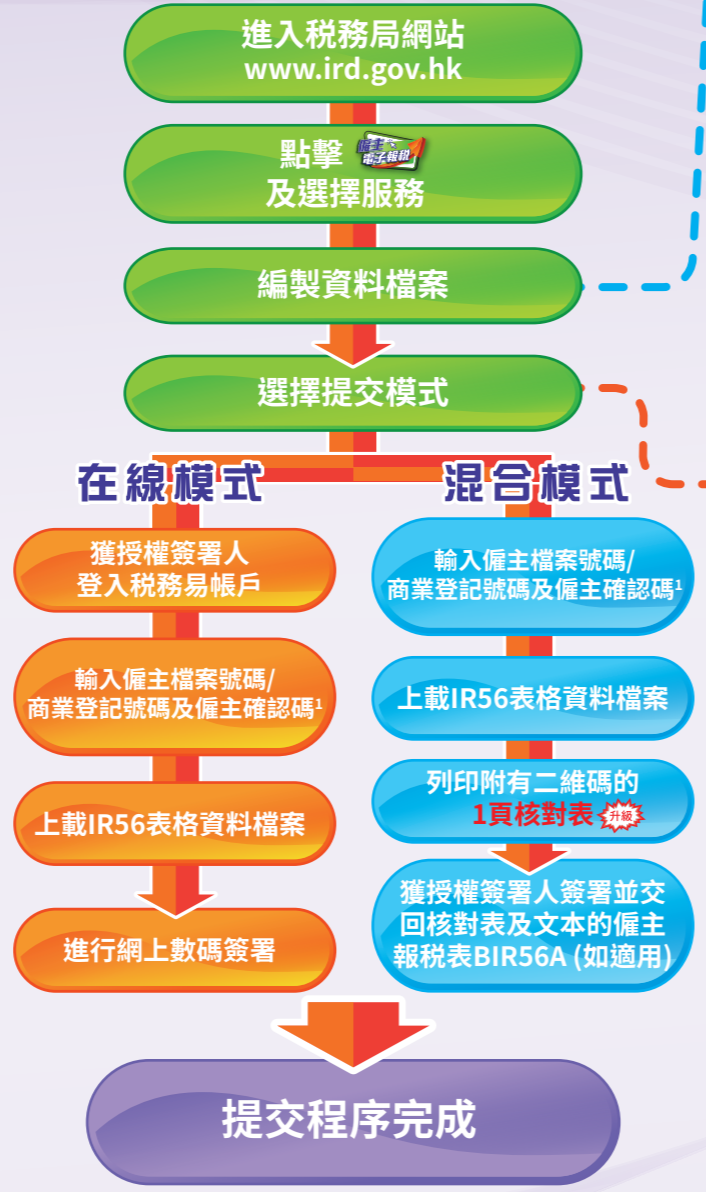 進入税務局網站
www.ird.gov.hk
點擊 僱主電子報稅
及選擇服務
編製資料檔案
選擇提交模式
在線模式
獲授權簽署人
登入税務易帳戶
輸入僱主檔案號碼/
商業登記號碼及僱主確認碼¹
上載IR56表格資料檔案
進行網上數碼簽署
混合模式
輸入僱主檔案號碼/
商業登記號碼及僱主確認碼¹
上載IR56表格資料檔案
列印附有二維碼的
1頁核對表 升級
獲授權簽署人簽署並交
回核對表及文本的僱主
報税表BIR56A (如適用)
提交程序完成